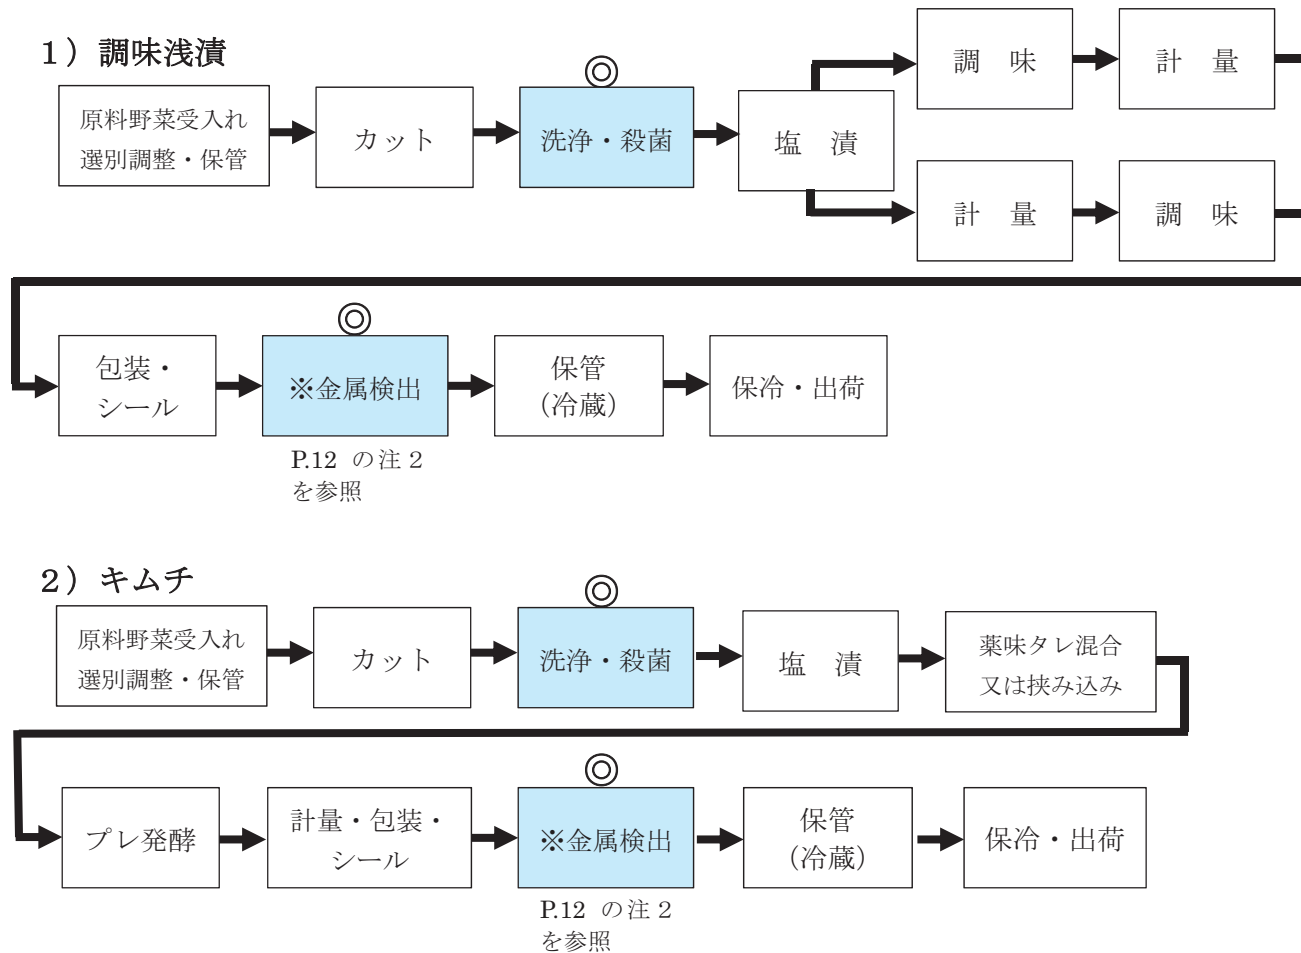 １）調味浅漬
◎
原料野菜受入れ
選別調整・保管
カット
洗浄・殺菌
塩　漬
調　味
計　量
計　量
調　味
◎
包装・
シール
※金属検出
保管
（冷蔵）
保冷・出荷
P.12 の注２
を参照
２）キムチ
◎
原料野菜受入れ
選別調整・保管
カット
洗浄・殺菌
塩　漬
薬味タレ混合
又は挟み込み
◎
プレ発酵
計量・包装・
シール
※金属検出
保管
（冷蔵）
保冷・出荷
P.12 の注２
を参照